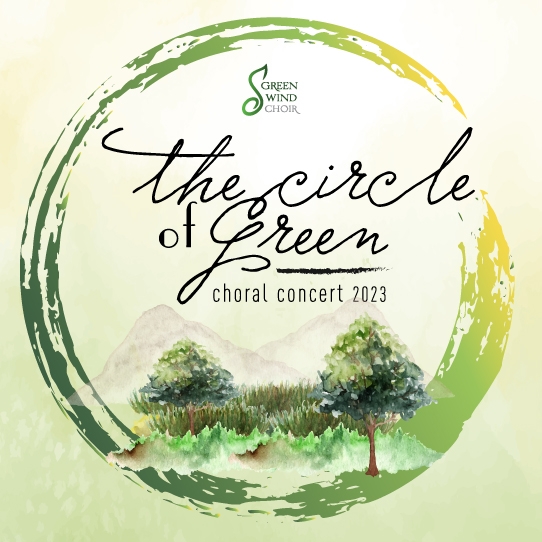 GREEN
WIND
CHOIR
the circle
of Green
choral concert 2023